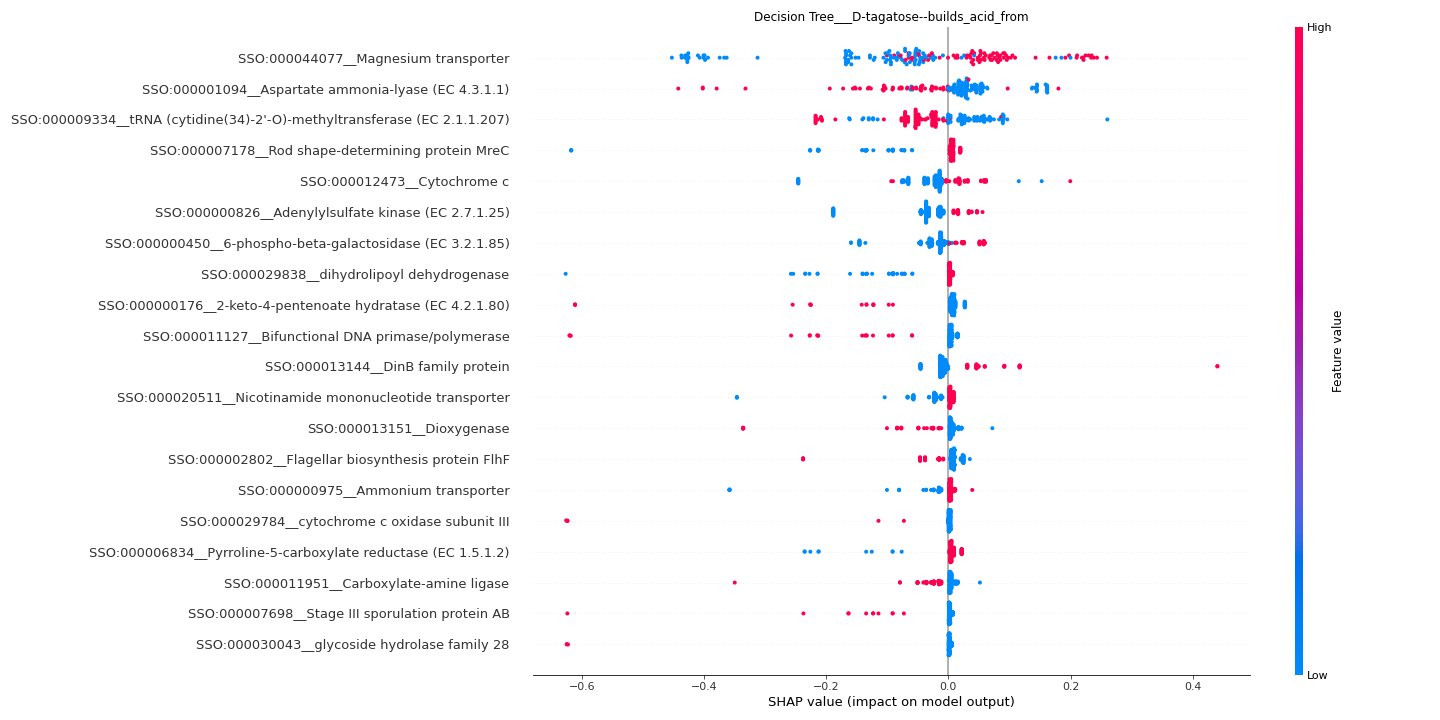 Decision Tree___D-tagatose--builds_acid_from
High
SSO:000044077__Magnesium transporter
SSO:000001094__Aspartate ammonia-lyase (EC 4.3.1.1)
SSO:000009334__tRNA (cytidine(34)-2'-O)-methyltransferase (EC 2.1.1.207)
SSO:000007178__Rod shape-determining protein MreC
SSO:000012473__Cytochrome c
SSO:000000826__Adenylylsulfate kinase (EC 2.7.1.25)
SSO:000000450__6-phospho-beta-galactosidase (EC 3.2.1.85)
SSO:000029838__dihydrolipoyl dehydrogenase
SSO:000000176__2-keto-4-pentenoate hydratase (EC 4.2.1.80)
SSO:000011127__Bifunctional DNA primase/polymerase
SSO:000013144__DinB family protein
SSO:000020511__Nicotinamide mononucleotide transporter
SSO:000013151__Dioxygenase
SSO:000002802__Flagellar biosynthesis protein FlhF
SSO:000000975__Ammonium transporter
SSO:000029784__cytochrome c oxidase subunit III
SSO:000006834__Pyrroline-5-carboxylate reductase (EC 1.5.1.2)
SSO:000011951__Carboxylate-amine ligase
SSO:000007698__Stage III sporulation protein AB
SSO:000030043__glycoside hydrolase family 28
Feature value
Low
−0.6 −0.4 −0.2 0.0 0.2 0.4
SHAP value (impact on model output)